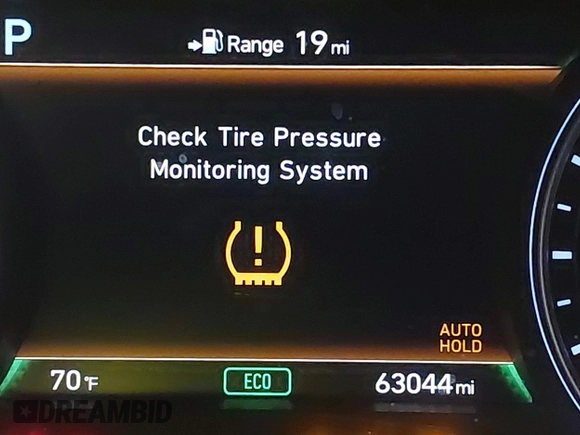 P Range 19 mi
Check Tire Pressure
Monitoring System
AUTO
HOLD
70°F ECO 63044 mi
DREAMBID